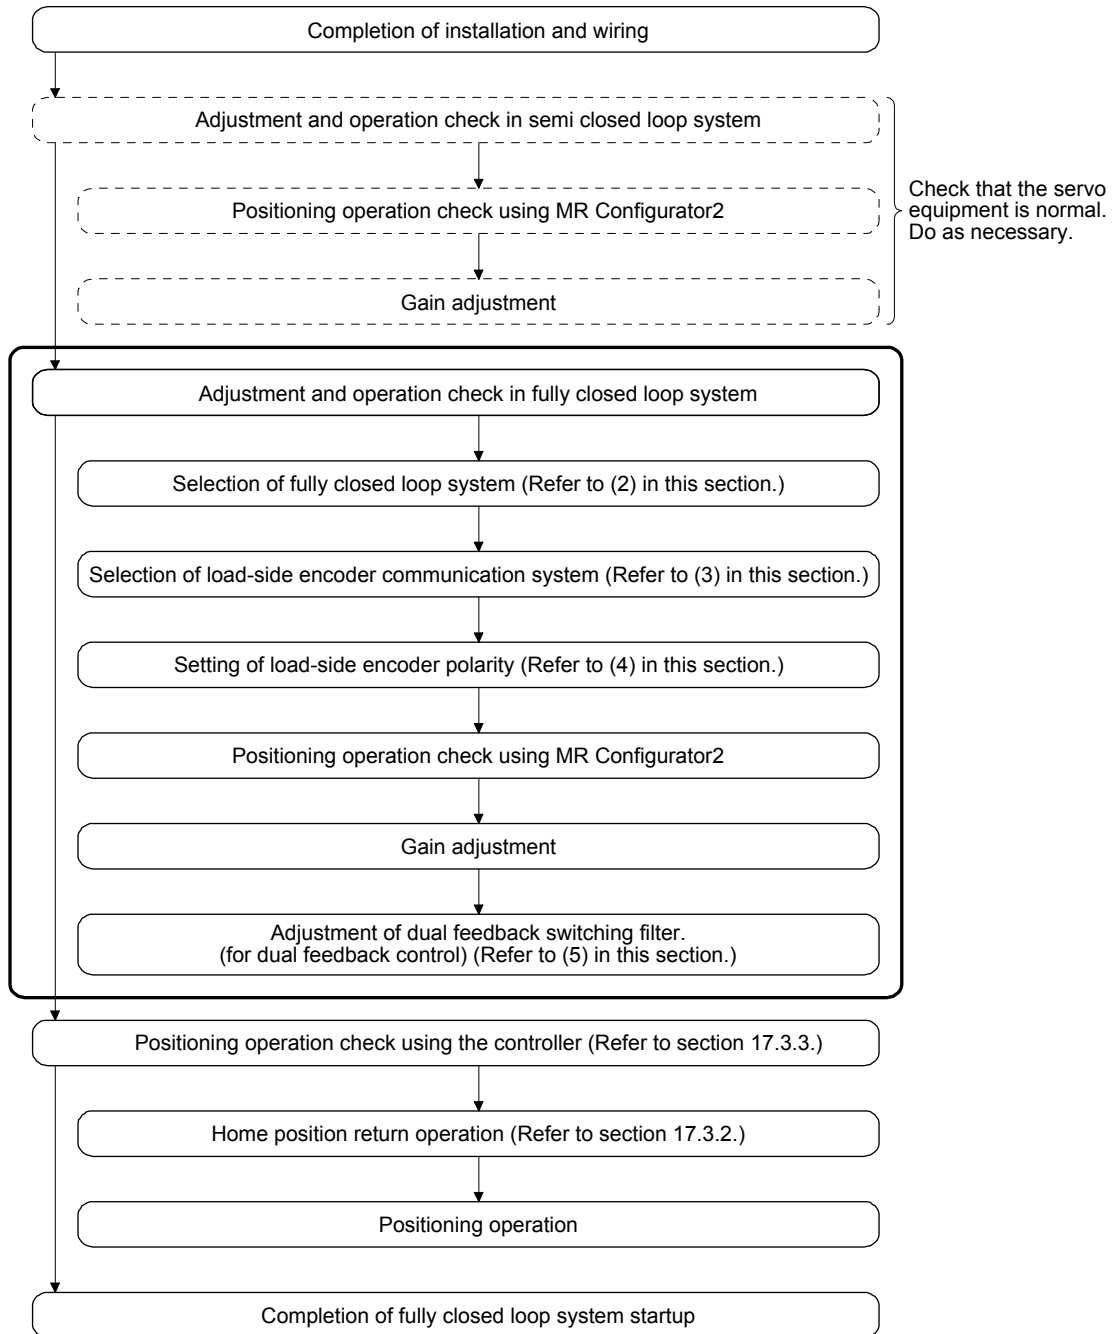 Completion of installation and wiring
Adjustment and operation check in semi closed loop system
Positioning operation check using MR Configurator2
Gain adjustment
Check that the servo
equipment is normal.
Do as necessary.
Adjustment and operation check in fully closed loop system
Selection of fully closed loop system (Refer to (2) in this section.)
Selection of load-side encoder communication system (Refer to (3) in this section.)
Setting of load-side encoder polarity (Refer to (4) in this section.)
Positioning operation check using MR Configurator2
Gain adjustment
Adjustment of dual feedback switching filter.
(for dual feedback control) (Refer to (5) in this section.)
Positioning operation check using the controller (Refer to section 17.3.3.)
Home position return operation (Refer to section 17.3.2.)
Positioning operation
Completion of fully closed loop system startup